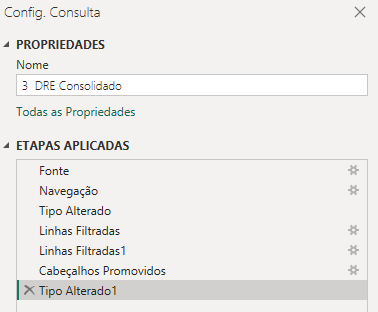 Config. Consulta
PROPRIEDADES
Nome
3 DRE Consolidado
Todas as Propriedades
ETAPAS APLICADAS
Fonte
Navegação
Tipo Alterado
Linhas Filtradas
Linhas Filtradas1
Cabeçalhos Promovidos
Tipo Alterado1